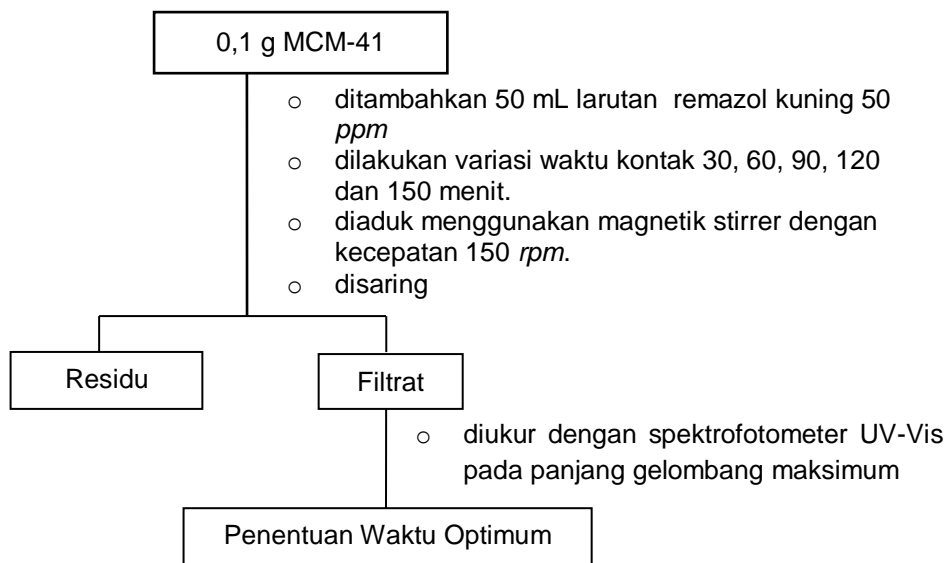 0,1 g MCM-41
o ditambahkan 50 mL larutan remazol kuning 50
ppm
o dilakukan variasi waktu kontak 30, 60, 90, 120
dan 150 menit.
o diaduk menggunakan magnetik stirrer dengan
kecepatan 150 rpm.
o disaring
Residu
Filtrat
o diukur dengan spektrofotometer UV-Vis
pada panjang gelombang maksimum
Penentuan Waktu Optimum